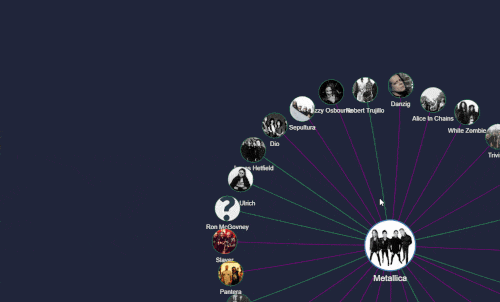 Danzig
Ozzy Osbourne
Robert Trujillo
Alice In Chains
Sepultura
White Zombie
Dio
Trivi
James Hetfield
Ulrich
Ron McGovney
Slayer
Metallica
Pantera